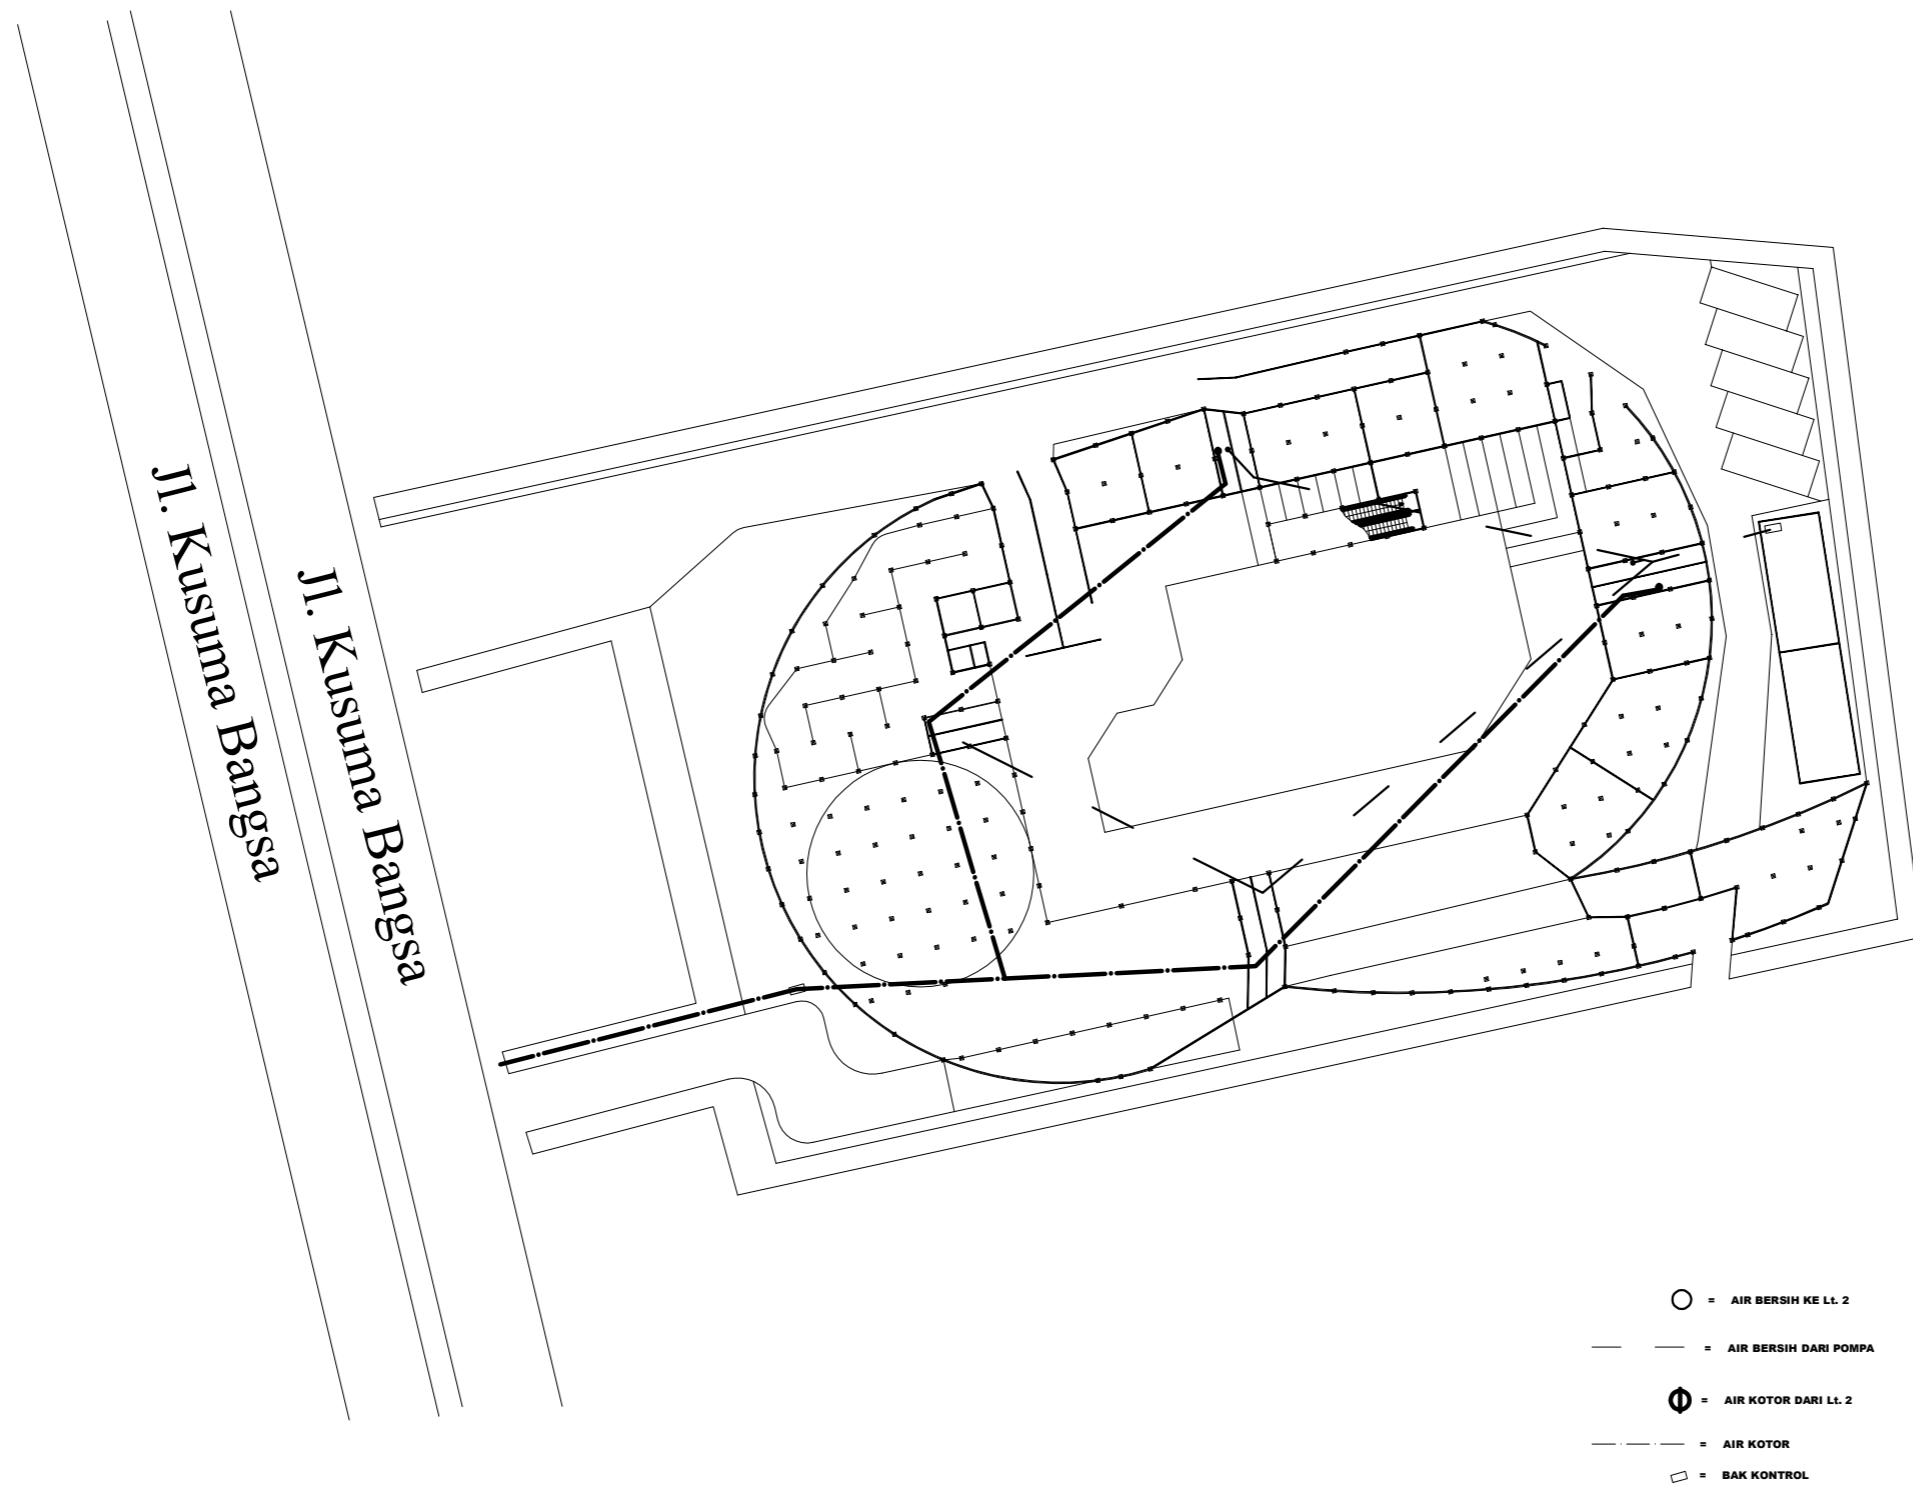 Jl. Kusuma Bangsa
Jl. Kusuma Bangsa
= AIR BERSIH KE Lt. 2
= AIR BERSIH DARI POMPA
= AIR KOTOR DARI Lt. 2
= AIR KOTOR
= BAK KONTROL